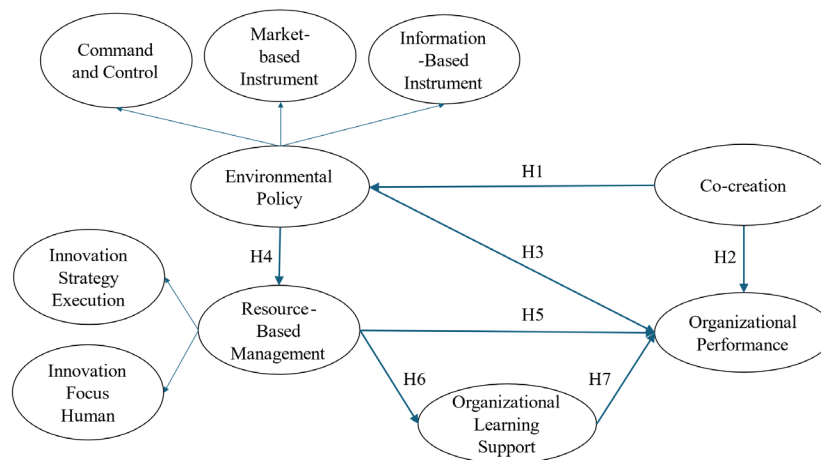 Command
and Control
Market-
based
Instrument
Information
-Based
Instrument
Environmental
Policy
H1
Co-creation
H4
H3
H2
Innovation
Strategy
Execution
Resource-
Based
Management
H5
Organizational
Performance
Innovation
Focus
Human
H6
H7
Organizational
Learning
Support